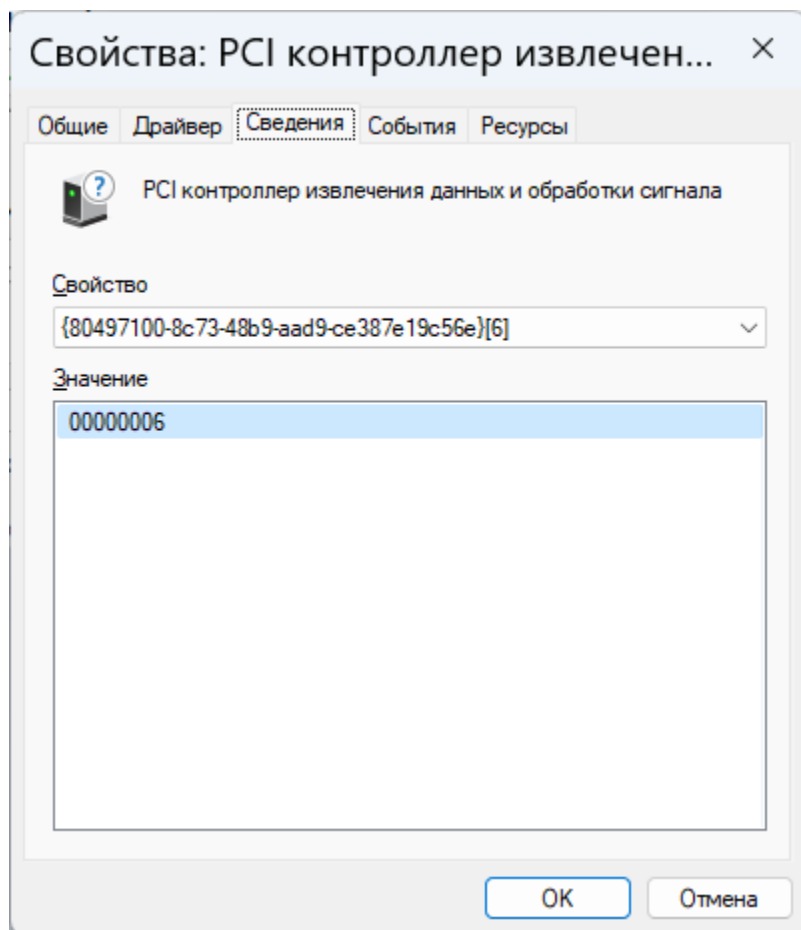 Свойства: PCI контроллер извлечен...
Общие Драйвер Сведения События Ресурсы
PCI контроллер извлечения данных и обработки сигнала
Свойство
{80497100-8c73-48b9-aad9-ce387e19c56e}[6]
Значение
00000006
OK Отмена